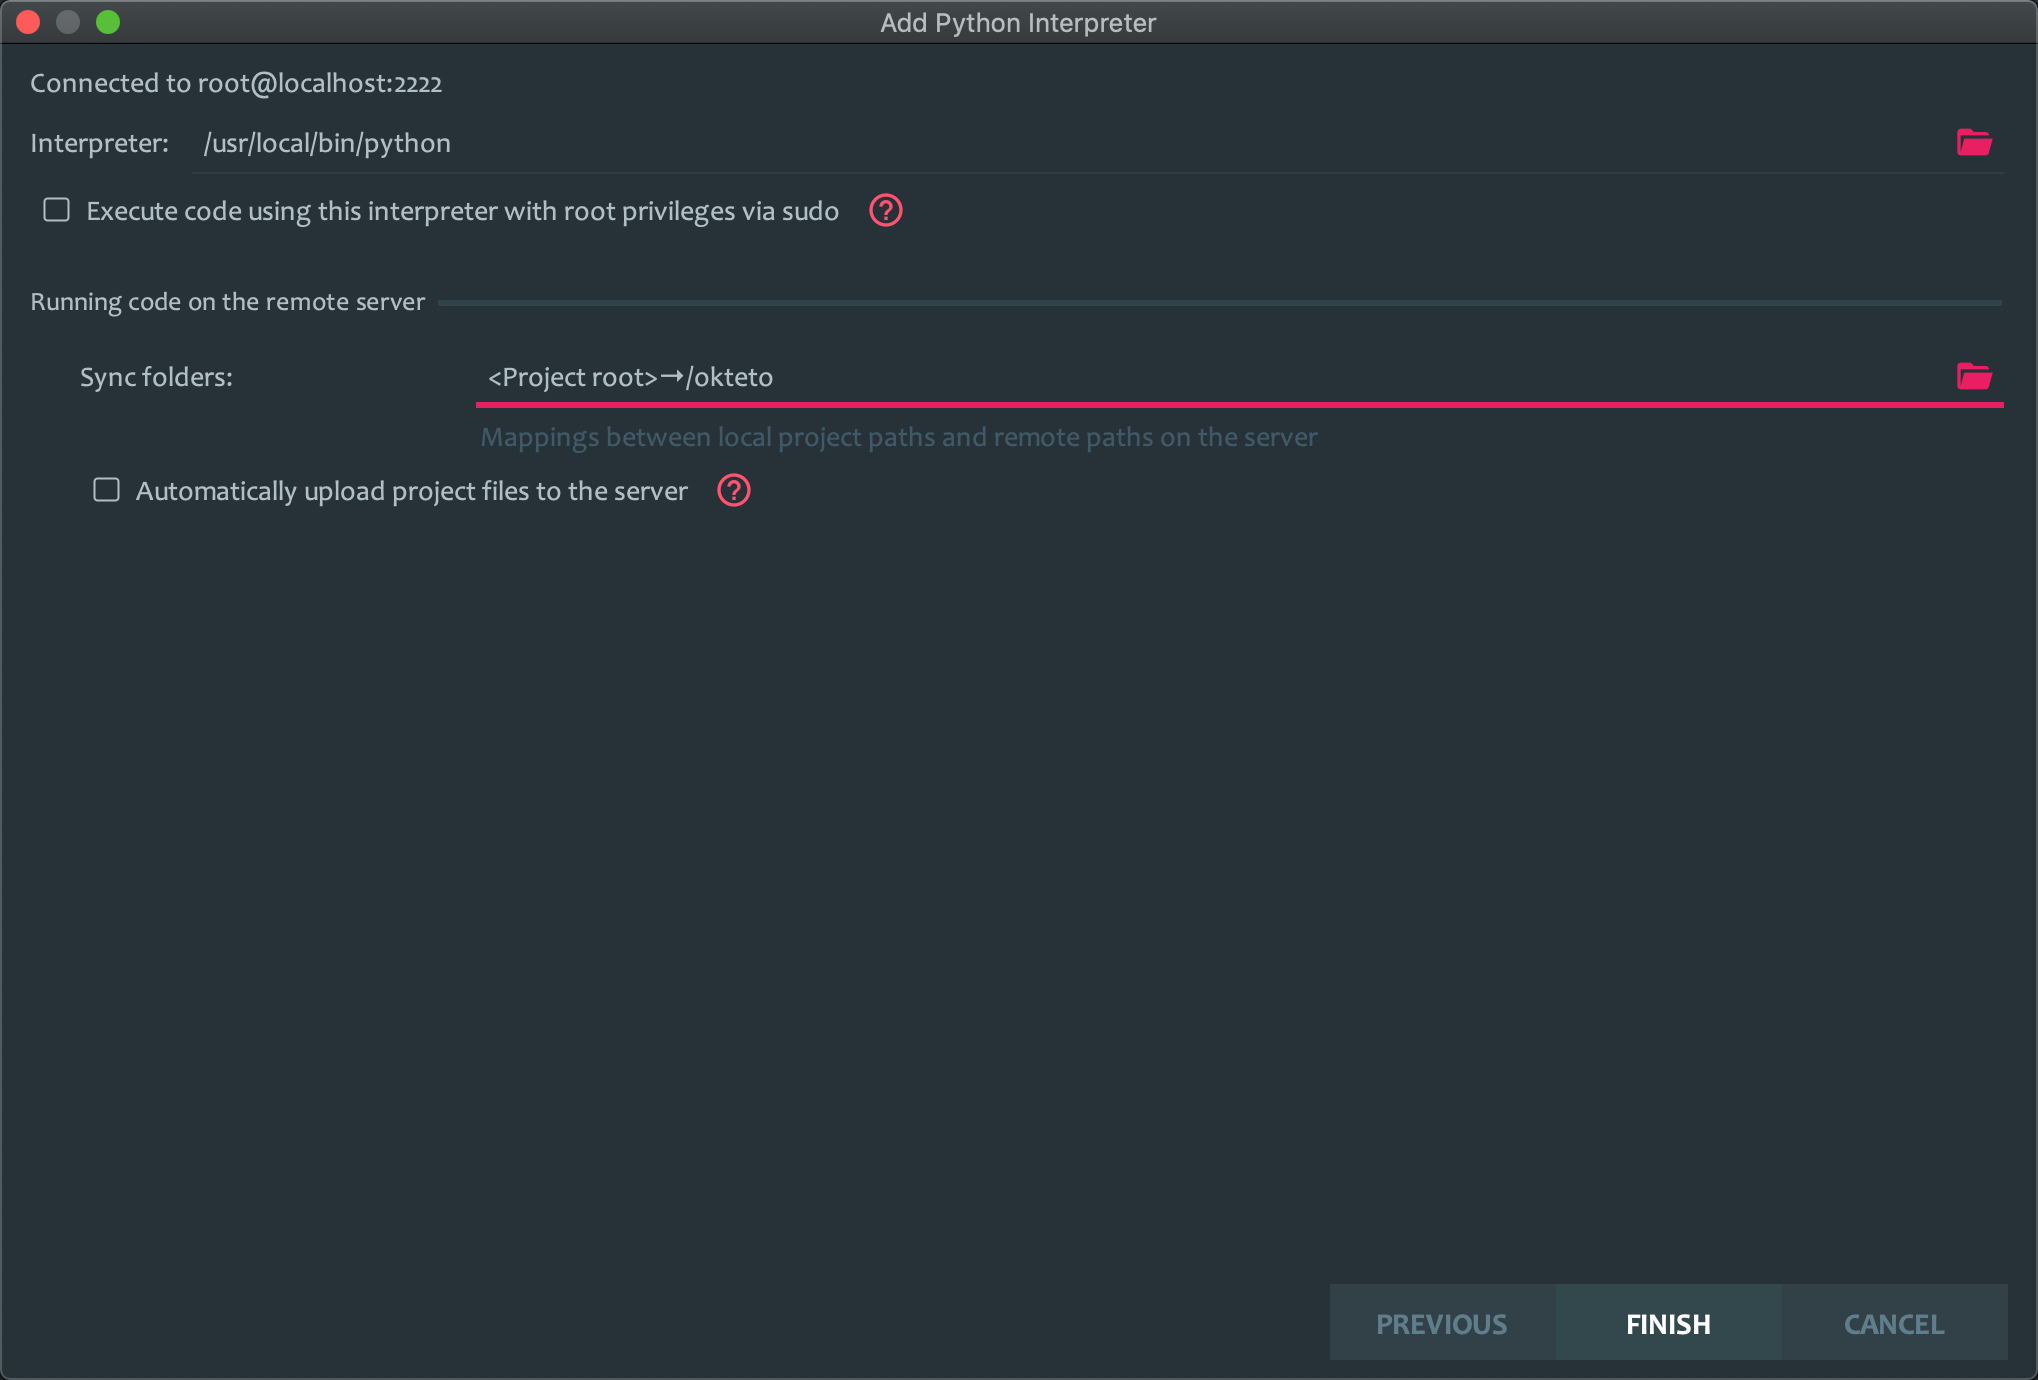 Add Python Interpreter
Connected to root@localhost:2222
Interpreter: /usr/local/bin/python
Execute code using this interpreter with root privileges via sudo ?
Running code on the remote server
Sync folders: <Project root>→/okteto
Mappings between local project paths and remote paths on the server
Automatically upload project files to the server ?
PREVIOUS FINISH CANCEL